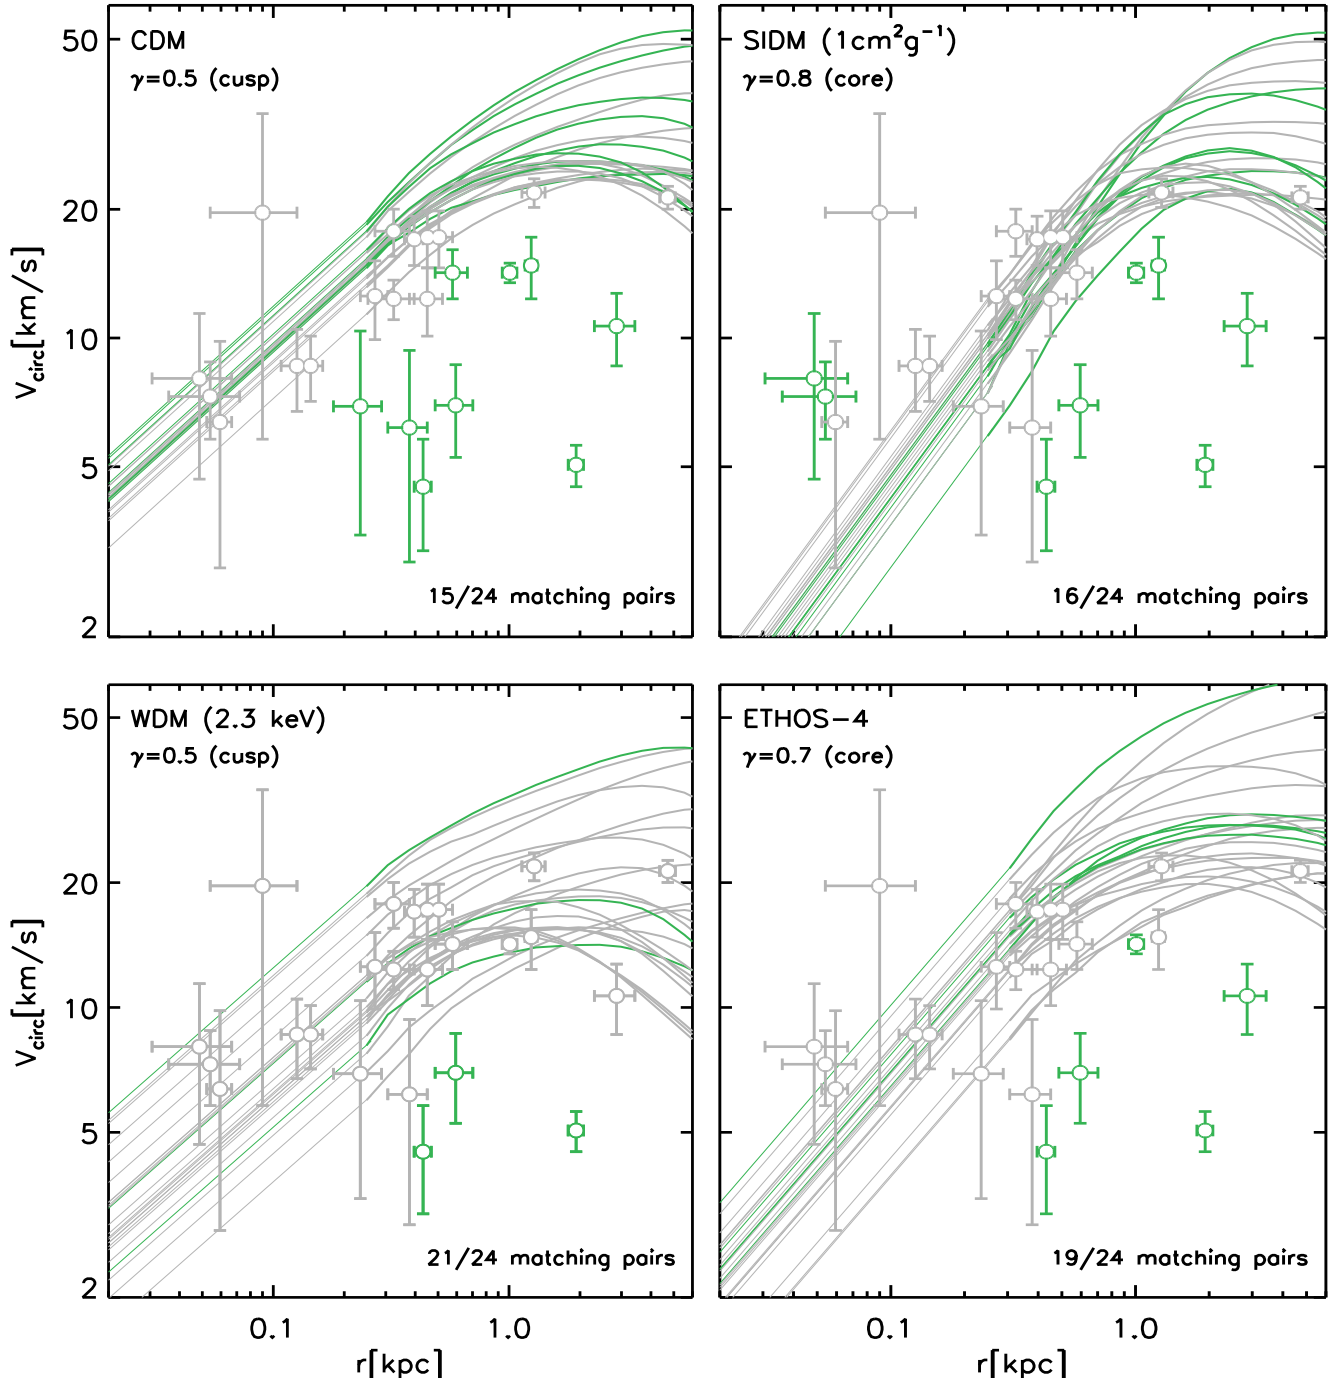 CDM
γ=0.5 (cusp)
15/24 matching pairs
50
20
10
5
2
Vcirc[km/s]
SIDM (1cm²g⁻¹)
γ=0.8 (core)
16/24 matching pairs
WDM (2.3 keV)
γ=0.5 (cusp)
21/24 matching pairs
50
20
10
5
2
Vcirc[km/s]
0.1
1.0
r[kpc]
ETHOS-4
γ=0.7 (core)
19/24 matching pairs
0.1
1.0
r[kpc]